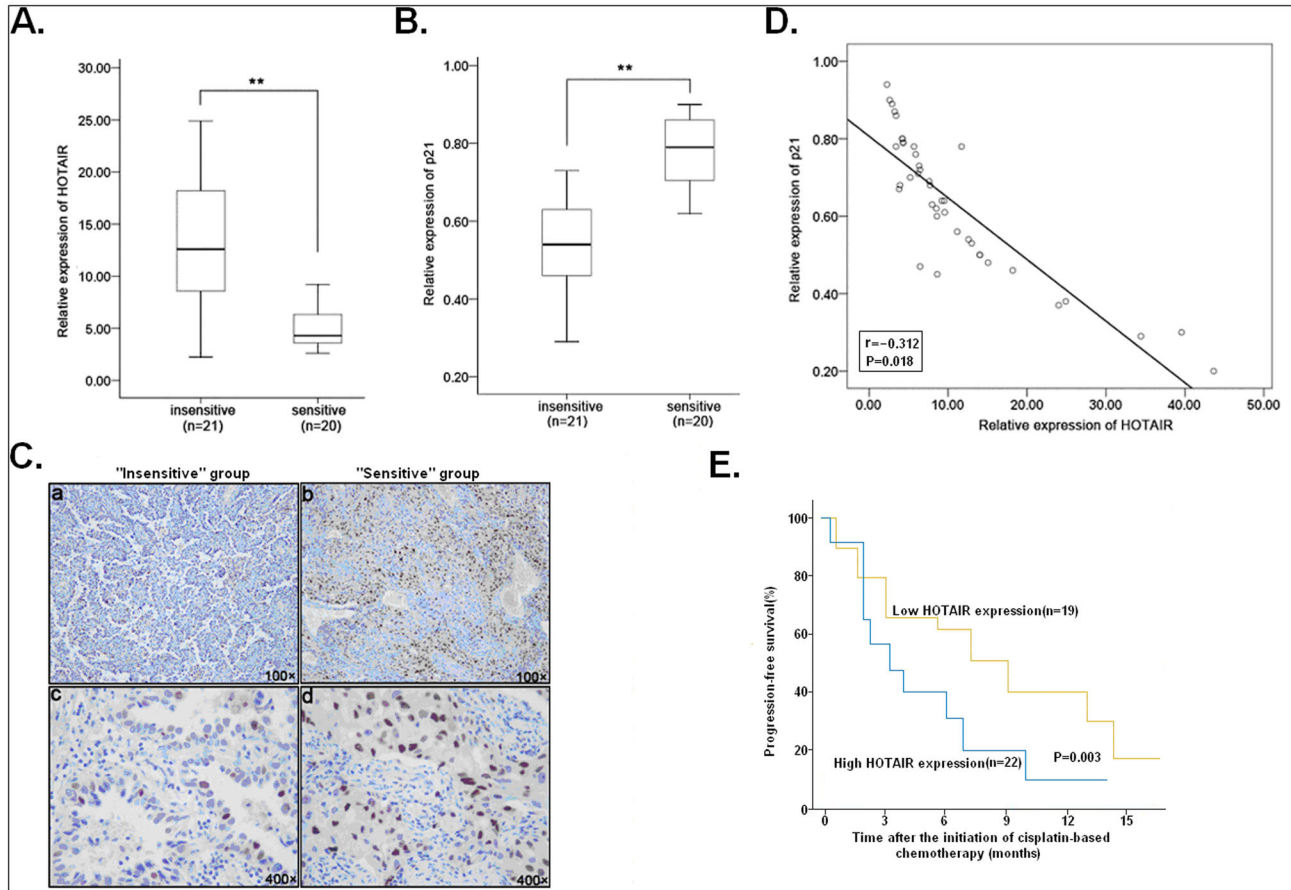 A.
Relative expression of HOTAIR
30.00
25.00
20.00
15.00
10.00
5.00
0.00
**
insensitive
(n=21)
sensitive
(n=20)
B.
Relative expression of p21
1.00
0.80
0.60
0.40
0.20
**
insensitive
(n=21)
sensitive
(n=20)
D.
Relative expression of p21
1.00
0.80
0.60
0.40
0.20
r=-0.312
P=0.018
0.00
10.00
20.00
30.00
40.00
50.00
Relative expression of HOTAIR
C.
"Insensitive" group
"Sensitive" group
a
100×
b
100×
c
400×
d
400×
E.
Progression-free survival(%)
100
80
60
40
20
0
Low HOTAIR expression(n=19)
High HOTAIR expression(n=22)
P=0.003
0
3
6
9
12
15
Time after the initiation of cisplatin-based
chemotherapy (months)